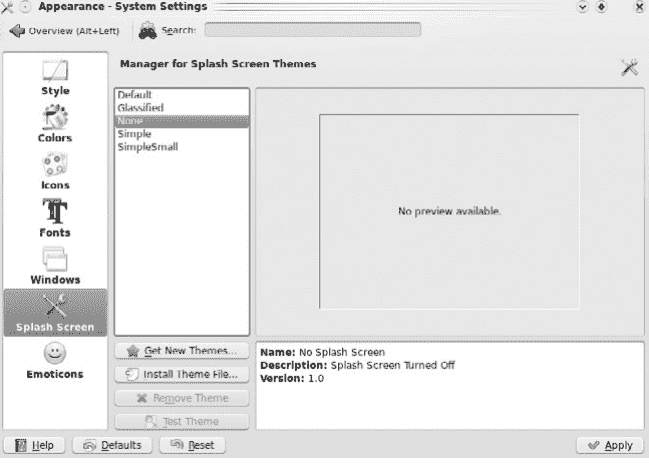 Appearance - System Settings
Overview (Alt+Left)
Search:
Manager for Splash Screen Themes
Style
Colors
Icons
Fonts
Windows
Splash Screen
Emoticons
Default
Glassified
None
Simple
SimpleSmall
No preview available.
Get New Themes...
Install Theme File...
Remove Theme
Test Theme
Name: No Splash Screen
Description: Splash Screen Turned Off
Version: 1.0
Help
Defaults
Reset
Apply